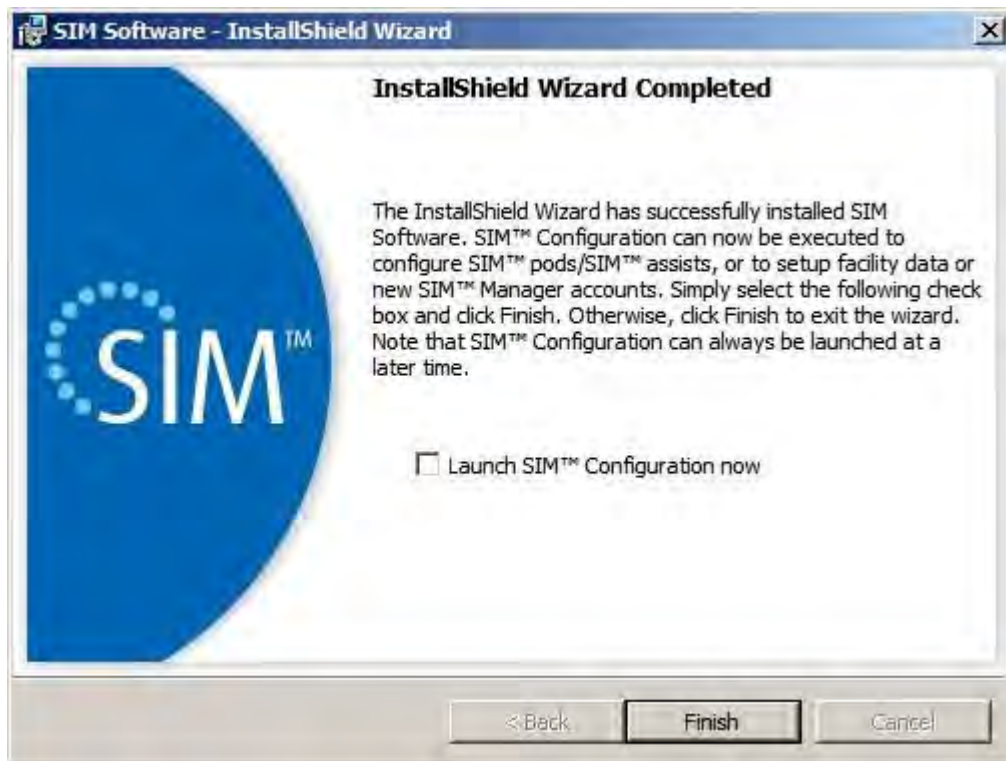 SIM Software - InstallShield Wizard
InstallShield Wizard Completed
The InstallShield Wizard has successfully installed SIM
Software. SIM™ Configuration can now be executed to
configure SIM™ pods/SIM™ assists, or to setup facility data or
new SIM™ Manager accounts. Simply select the following check
box and click Finish. Otherwise, click Finish to exit the wizard.
Note that SIM™ Configuration can always be launched at a
later time.
SIM™
Launch SIM™ Configuration now
< Back
Finish
Cancel